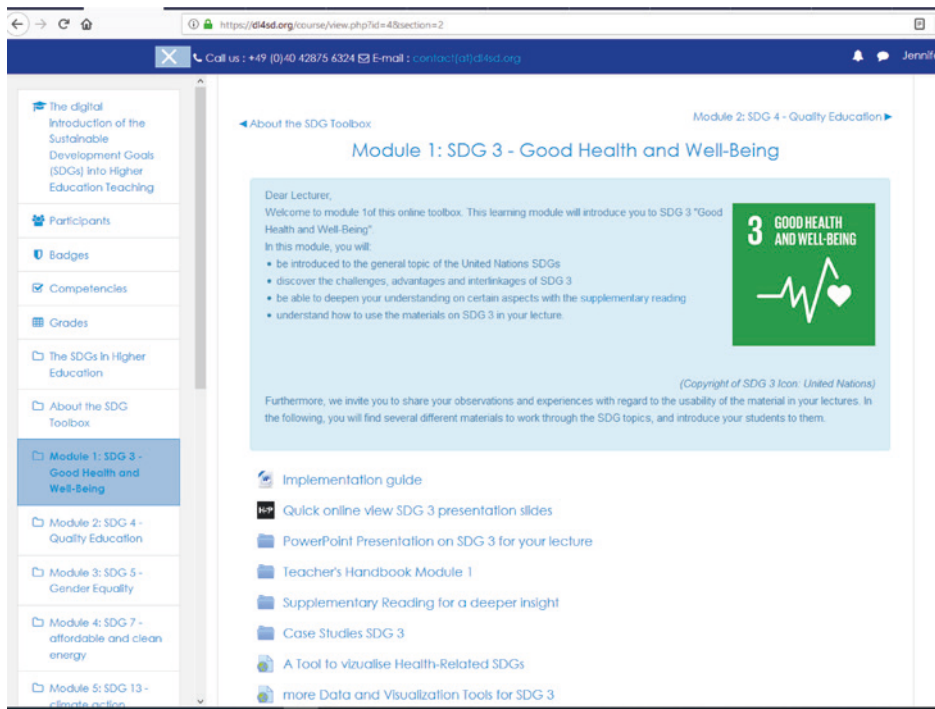 https://dl4sd.org/course/view.php?id=4&section=2
Call us : +49 (0)40 42875 6324 E-mail : contact(at)dl4sd.org
Jennife
The digital
Introduction of the
Sustainable
Development Goals
(SDGs) into Higher
Education Teaching
Participants
Badges
Competencies
Grades
The SDGs in Higher
Education
About the SDG
Toolbox
Module 1: SDG 3 -
Good Health and
Well-Being
Module 2: SDG 4 -
Quality Education
Module 3: SDG 5 -
Gender Equality
Module 4: SDG 7 -
affordable and clean
energy
Module 5: SDG 13 -
climate action
◄About the SDG Toolbox
Module 2: SDG 4 - Quality Education►
Module 1: SDG 3 - Good Health and Well-Being
Dear Lecturer,
Welcome to module 1of this online toolbox. This learning module will introduce you to SDG 3 "Good
Health and Well-Being".
In this module, you will:
• be introduced to the general topic of the United Nations SDGs
• discover the challenges, advantages and interlinkages of SDG 3
• be able to deepen your understanding on certain aspects with the supplementary reading
• understand how to use the materials on SDG 3 in your lecture.
3 GOOD HEALTH
AND WELL-BEING
(Copyright of SDG 3 Icon: United Nations)
Furthermore, we invite you to share your observations and experiences with regard to the usability of the material in your lectures. In
the following, you will find several different materials to work through the SDG topics, and introduce your students to them.
Implementation guide
H-P Quick online view SDG 3 presentation slides
PowerPoint Presentation on SDG 3 for your lecture
Teacher's Handbook Module 1
Supplementary Reading for a deeper insight
Case Studies SDG 3
A Tool to vizualise Health-Related SDGs
more Data and Visualization Tools for SDG 3